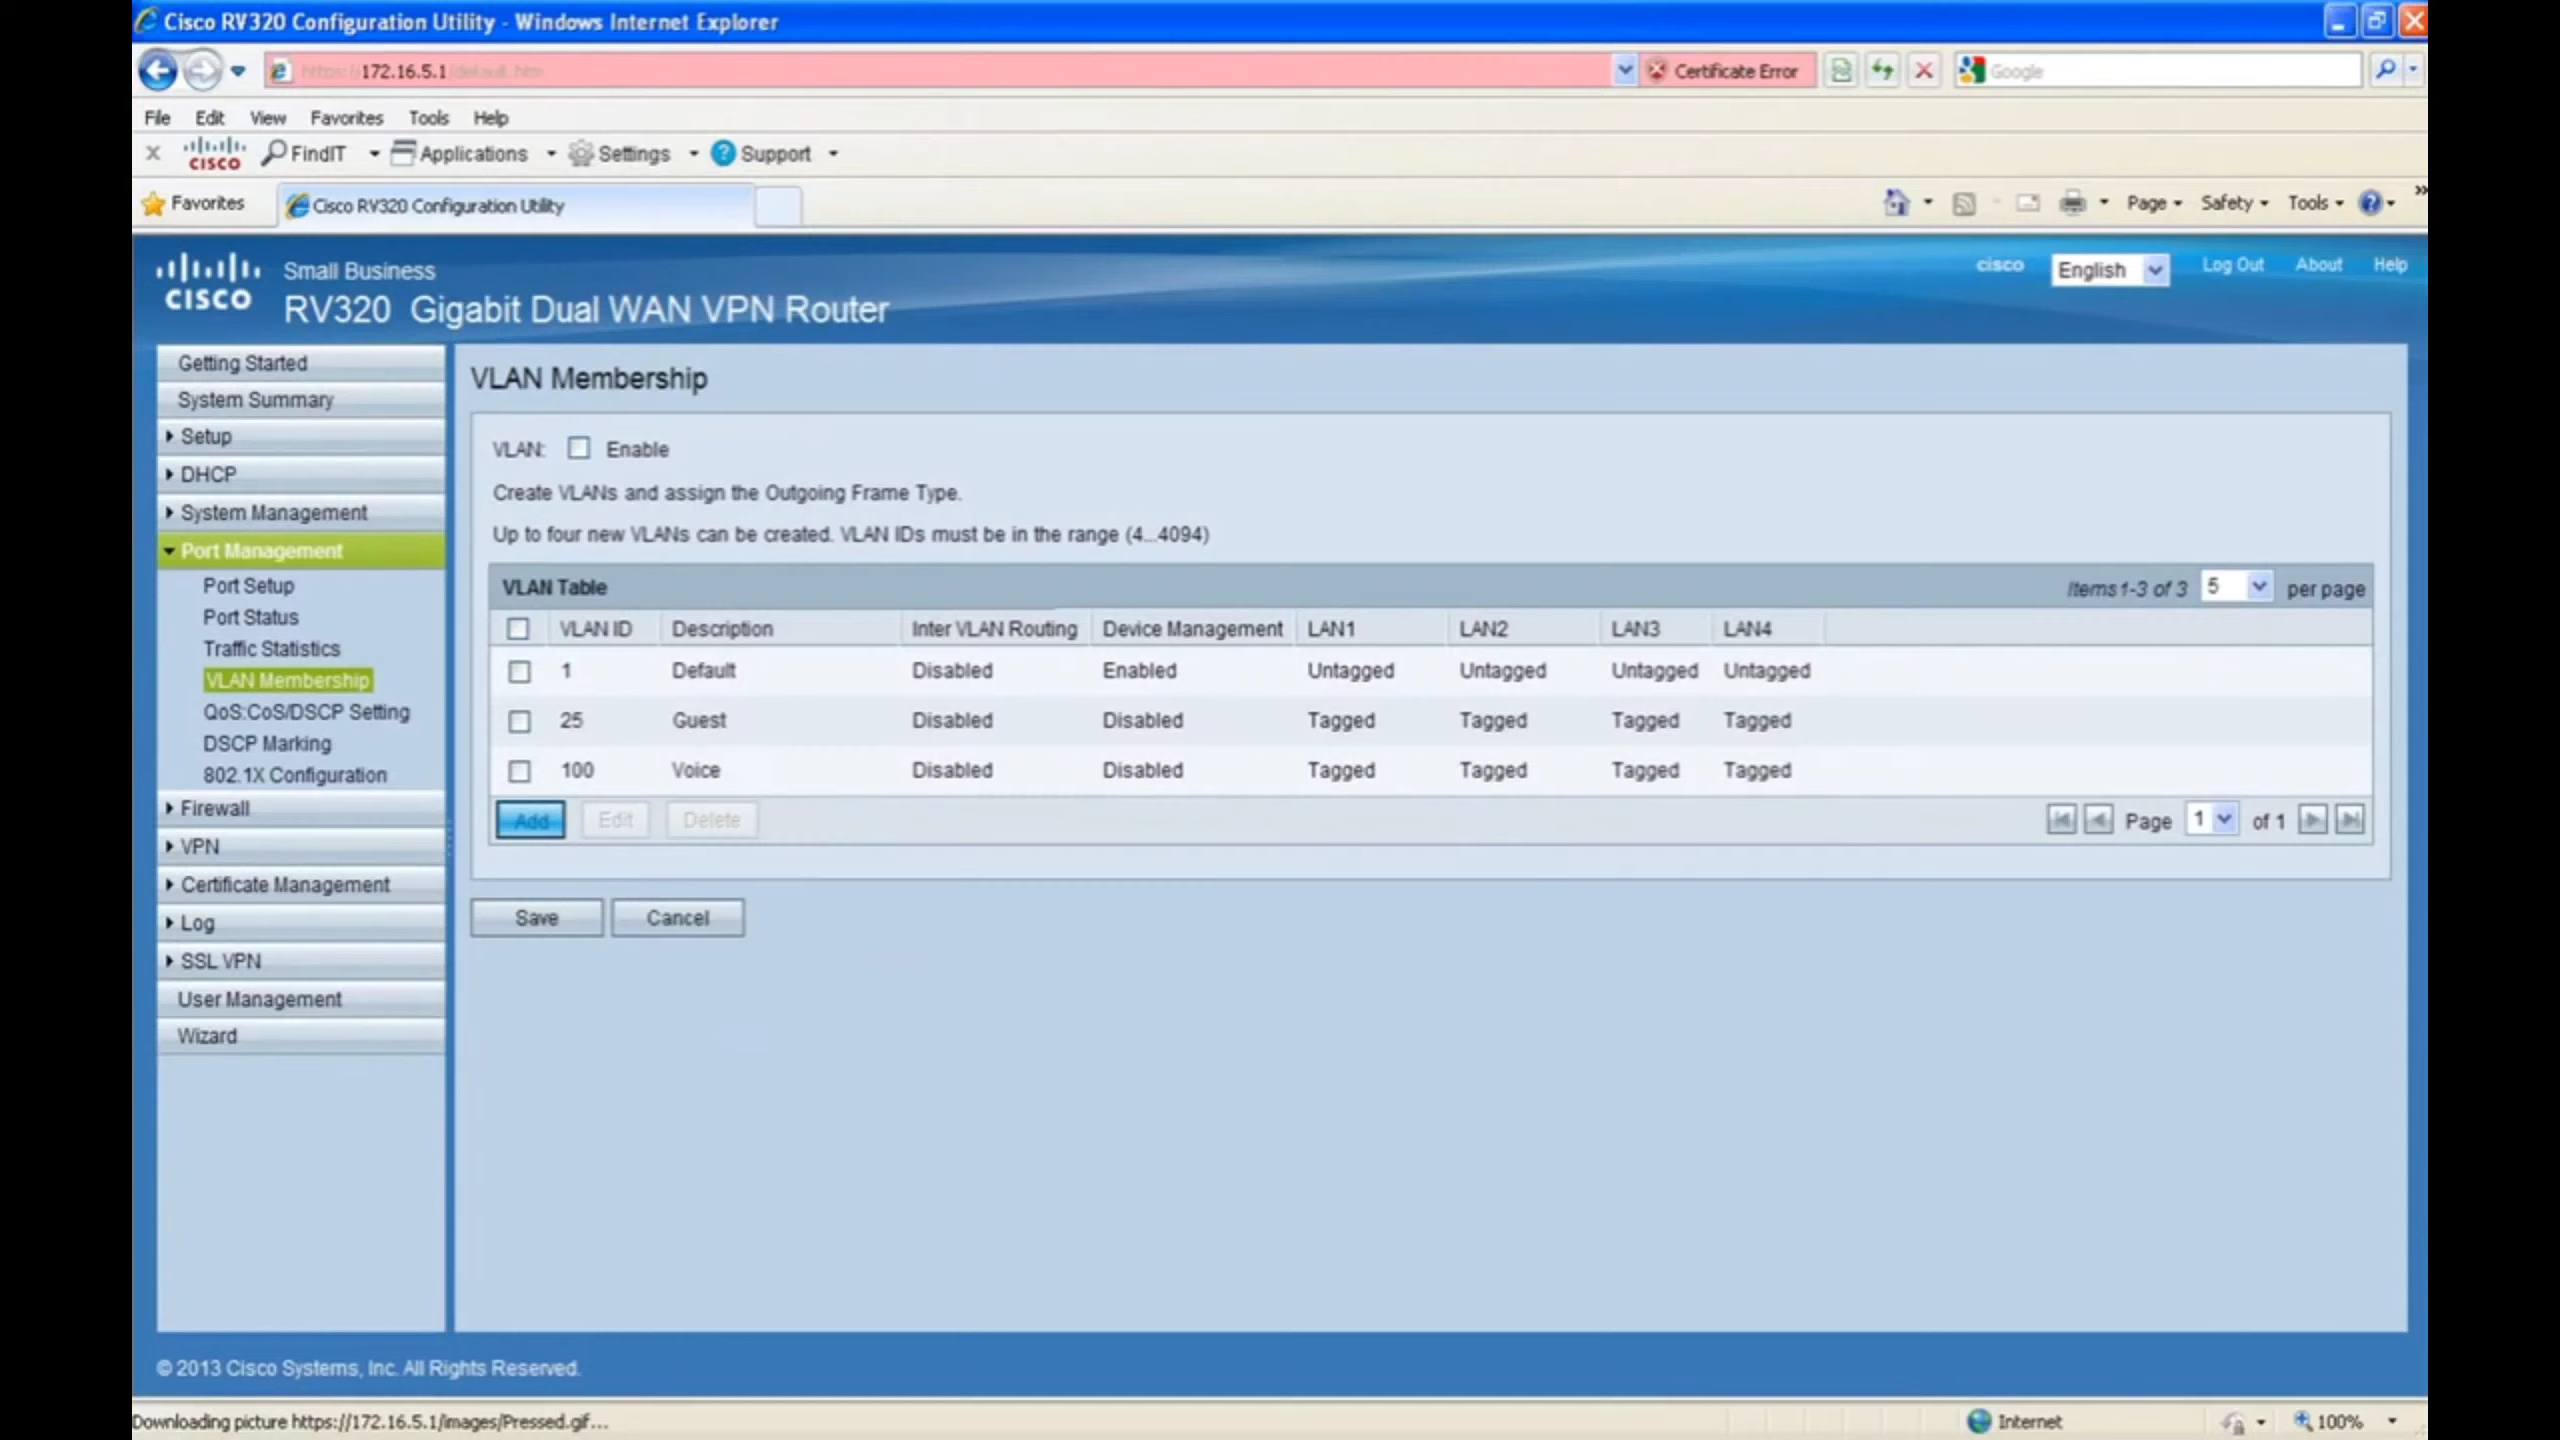 Cisco RV320 Configuration Utility - Windows Internet Explorer
https://172.16.5.1/default.htm
Certificate Error
Google
File Edit View Favorites Tools Help
x CISCO FindIT Applications Settings Support
Favorites Cisco RV320 Configuration Utility
Page Safety Tools
CISCO Small Business
RV320 Gigabit Dual WAN VPN Router
cisco English Log Out About Help
Getting Started
System Summary
Setup
DHCP
System Management
Port Management
Port Setup
Port Status
Traffic Statistics
VLAN Membership
QoS:CoS/DSCP Setting
DSCP Marking
802.1X Configuration
Firewall
VPN
Certificate Management
Log
SSL VPN
User Management
Wizard
VLAN Membership
VLAN: Enable
Create VLANs and assign the Outgoing Frame Type.
Up to four new VLANs can be created. VLAN IDs must be in the range (4...4094)
VLAN Table Items 1-3 of 3 5 per page
VLAN ID Description Inter VLAN Routing Device Management LAN1 LAN2 LAN3 LAN4
1 Default Disabled Enabled Untagged Untagged Untagged Untagged
25 Guest Disabled Disabled Tagged Tagged Tagged Tagged
100 Voice Disabled Disabled Tagged Tagged Tagged Tagged
Add Edit Delete Page 1 of 1
Save Cancel
© 2013 Cisco Systems, Inc. All Rights Reserved.
Downloading picture https://172.16.5.1/images/Pressed.gif...
Internet 100%